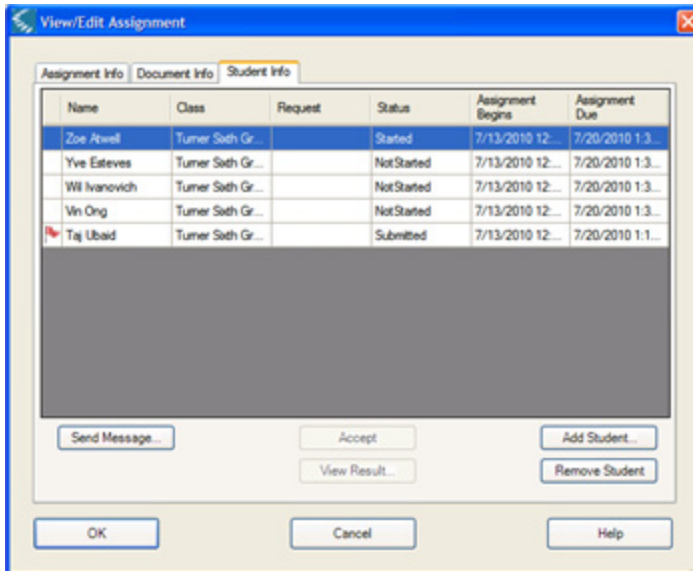 View/Edit Assignment
Assignment Info Document Info Student Info
Name Class Request Status Assignment Begins Assignment Due
Zoe Atwell Turner Sixth Gr... Started 7/13/2010 12:... 7/20/2010 1:3...
Yve Esteves Turner Sixth Gr... NotStarted 7/13/2010 12:... 7/20/2010 1:3...
Wil Ivanovich Turner Sixth Gr... NotStarted 7/13/2010 12:... 7/20/2010 1:3...
Vin Ong Turner Sixth Gr... NotStarted 7/13/2010 12:... 7/20/2010 1:3...
Taj Ubaid Turner Sixth Gr... Submitted 7/13/2010 12:... 7/20/2010 1:1...
Send Message... Accept Add Student...
View Result... Remove Student
OK Cancel Help